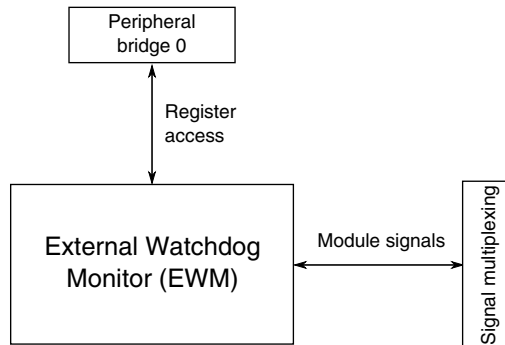 Peripheral
bridge 0
Register
access
External Watchdog
Monitor (EWM)
Module signals
Signal multiplexing